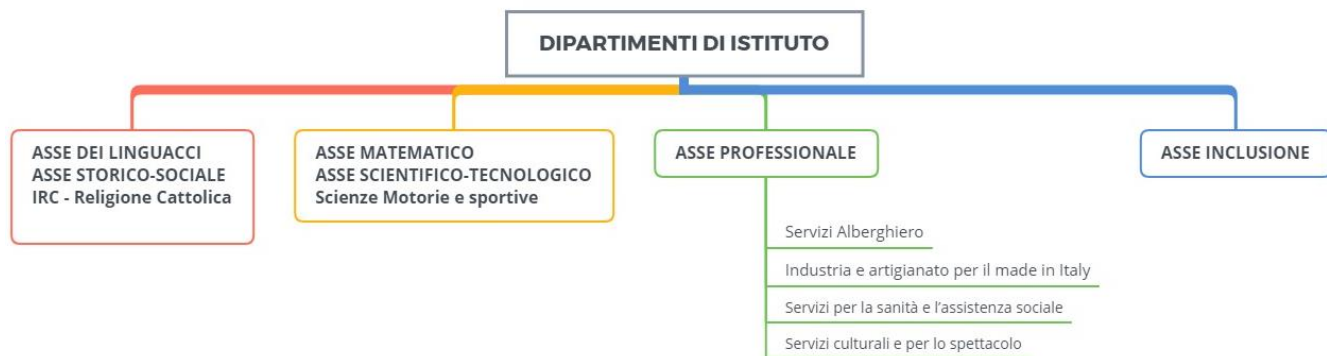 DIPARTIMENTI DI ISTITUTO
ASSE DEI LINGUACCI
ASSE STORICO-SOCIALE
IRC - Religione Cattolica
ASSE MATEMATICO
ASSE SCIENTIFICO-TECNOLOGICO
Scienze Motorie e sportive
ASSE PROFESSIONALE
Servizi Alberghiero
Industria e artigianato per il made in Italy
Servizi per la sanità e l’assistenza sociale
Servizi culturali e per lo spettacolo
ASSE INCLUSIONE